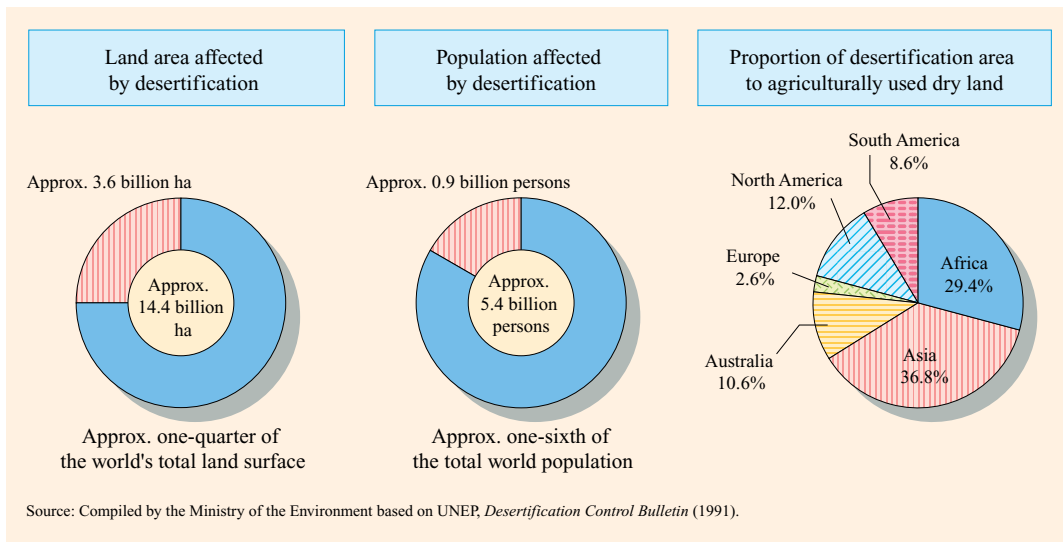 Land area affected
by desertification
Approx. 3.6 billion ha
Approx.
14.4 billion
ha
Approx. one-quarter of
the world's total land surface
Population affected
by desertification
Approx. 0.9 billion persons
Approx.
5.4 billion
persons
Approx. one-sixth of
the total world population
Proportion of desertification area
to agriculturally used dry land
South America
8.6%
North America
12.0%
Europe
2.6%
Australia
10.6%
Africa
29.4%
Asia
36.8%
Source: Compiled by the Ministry of the Environment based on UNEP, Desertification Control Bulletin (1991).